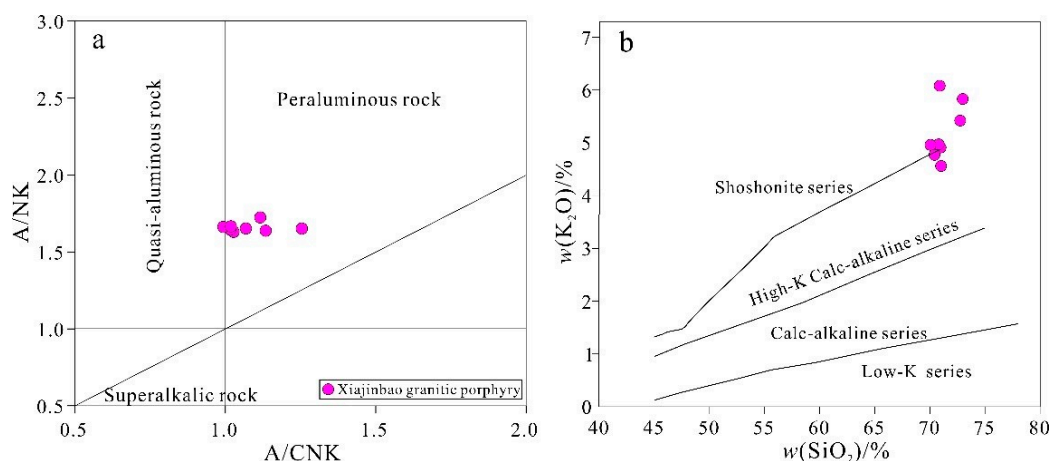 a
3.0
2.5
2.0
1.5
1.0
0.5
A/NK
Quasi-aluminous rock
Peraluminous rock
Superalkalic rock
Xiajinbao granitic porphyry
0.5
1.0
1.5
2.0
A/CNK
b
7
6
5
4
3
2
1
0
w(K₂O)/%
Shoshonite series
High-K Calc-alkaline series
Calc-alkaline series
Low-K series
40
45
50
55
60
65
70
75
80
w(SiO₂)/%